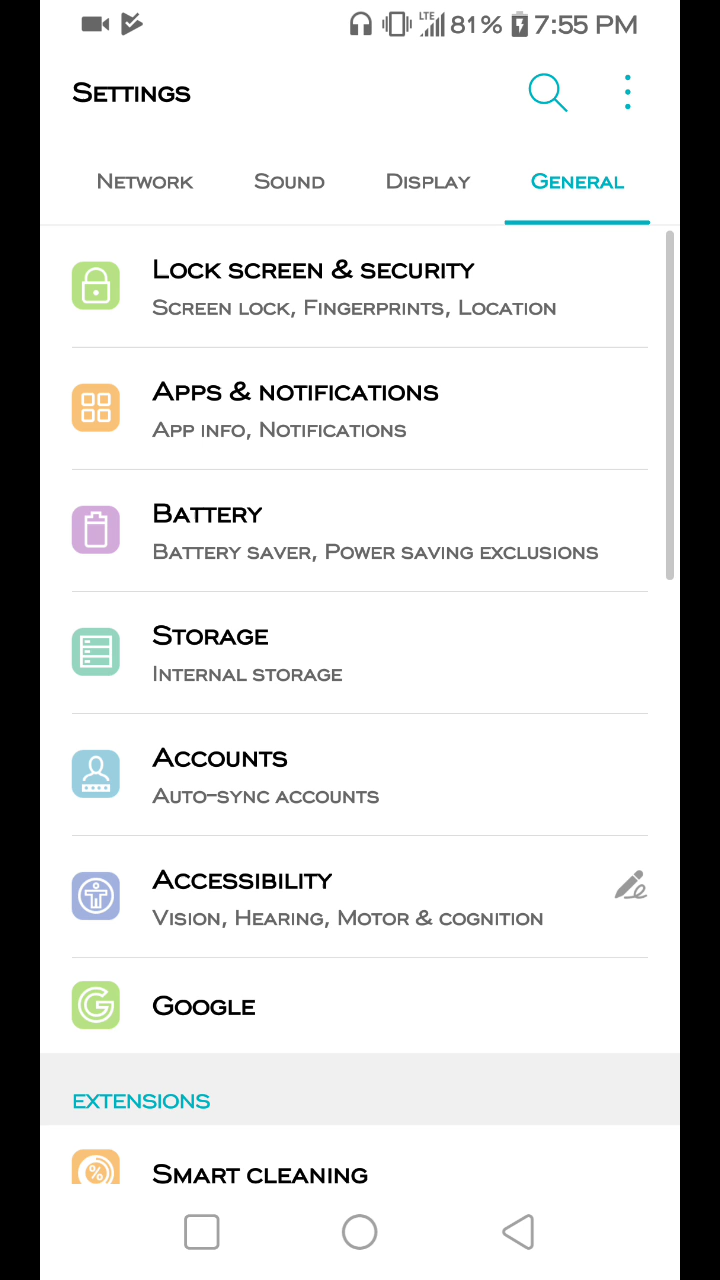 LTE 81% 7:55 PM
Settings
Network Sound Display General
Lock screen & security
Screen lock, Fingerprints, Location
Apps & notifications
App info, Notifications
Battery
Battery saver, Power saving exclusions
Storage
Internal storage
Accounts
Auto-sync accounts
Accessibility
Vision, Hearing, Motor & cognition
Google
EXTENSIONS
Smart cleaning